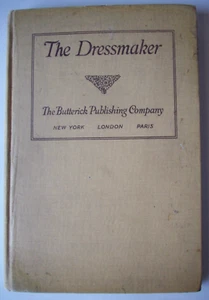 The Dressmaker
The Butterick Publishing Company
NEW YORK LONDON PARIS